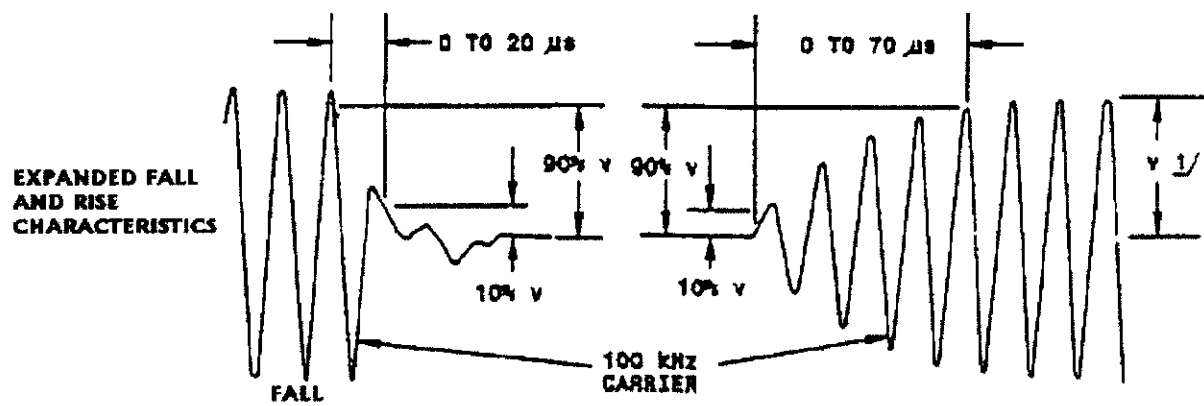 0 TO 20 µs
0 TO 70 µs
EXPANDED FALL
AND RISE
CHARACTERISTICS
90% v
90% v
v 1/
10% v
10% v
100 kHz
CARRIER
FALL